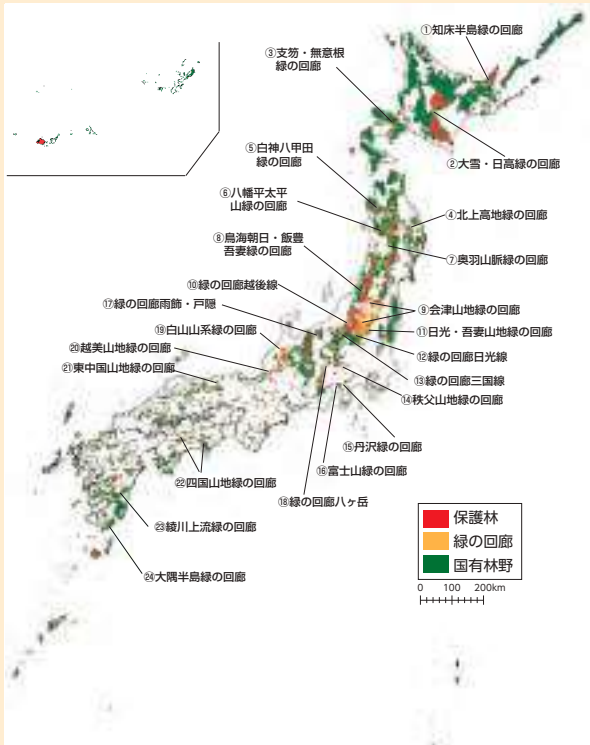 ①知床半島緑の回廊
③支笏・無意根
緑の回廊
②大雪・日高緑の回廊
⑤白神八甲田
緑の回廊
⑥八幡平太平
山緑の回廊
④北上高地緑の回廊
⑧鳥海朝日・飯豊
吾妻緑の回廊
⑦奥羽山脈緑の回廊
⑩緑の回廊越後線
⑰緑の回廊雨飾・戸隠
⑨会津山地緑の回廊
⑲白山山系緑の回廊
⑪日光・吾妻山地緑の回廊
⑳越美山地緑の回廊
⑫緑の回廊日光線
㉑東中国山地緑の回廊
⑬緑の回廊三国線
⑭秩父山地緑の回廊
⑮丹沢緑の回廊
⑯富士山緑の回廊
㉒四国山地緑の回廊
⑱緑の回廊八ヶ岳
㉓綾川上流緑の回廊
㉔大隅半島緑の回廊
保護林
緑の回廊
国有林野
0 100 200km